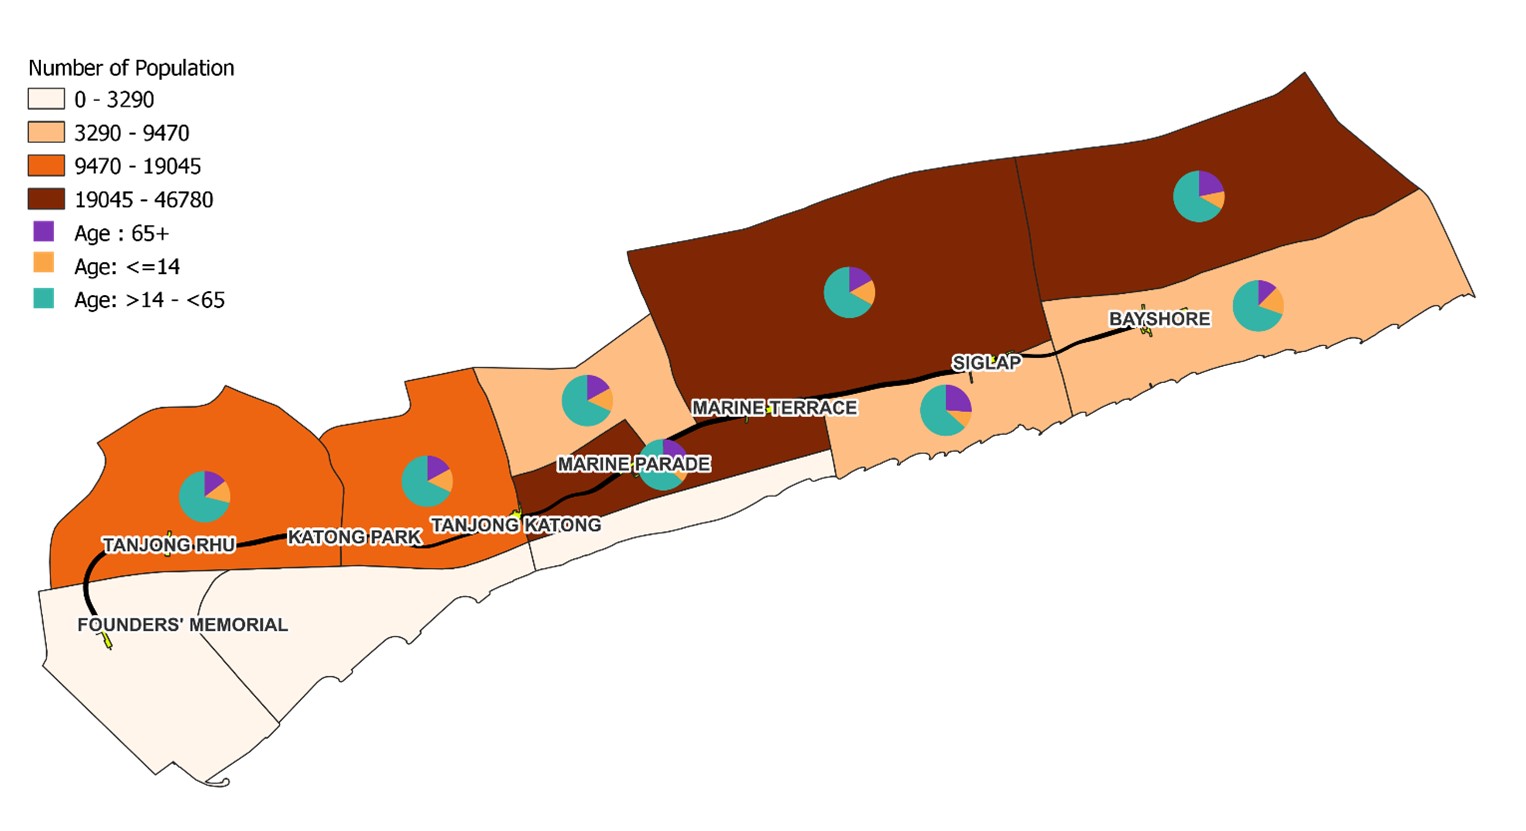 Number of Population
0 - 3290
3290 - 9470
9470 - 19045
19045 - 46780
Age : 65+
Age: <=14
Age: >14 - <65
BAYSHORE
SIGLAP
MARINE TERRACE
MARINE PARADE
TANJONG KATONG
KATONG PARK
TANJONG RHU
FOUNDERS' MEMORIAL